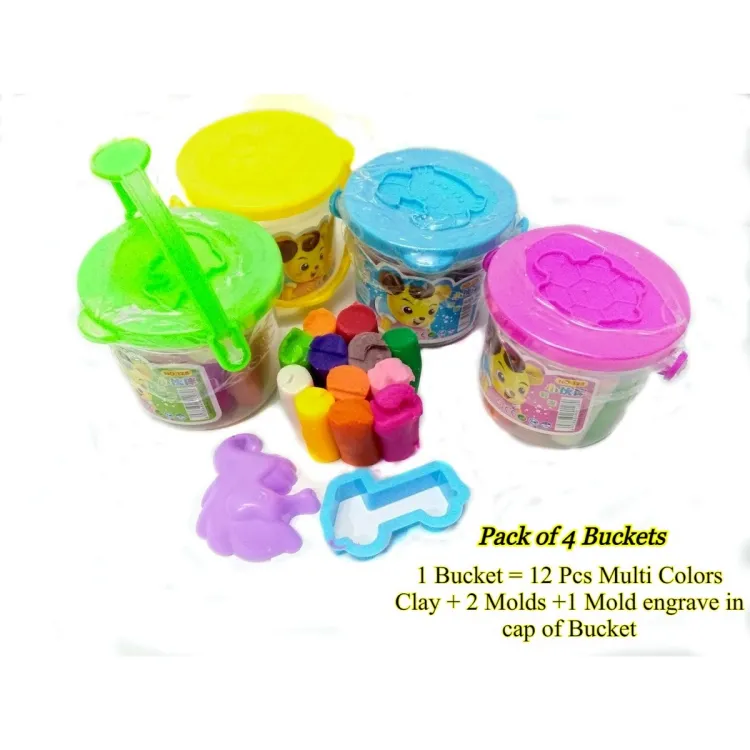 Pack of 4 Buckets
1 Bucket = 12 Pcs Multi Colors
Clay + 2 Molds +1 Mold engrave in
cap of Bucket